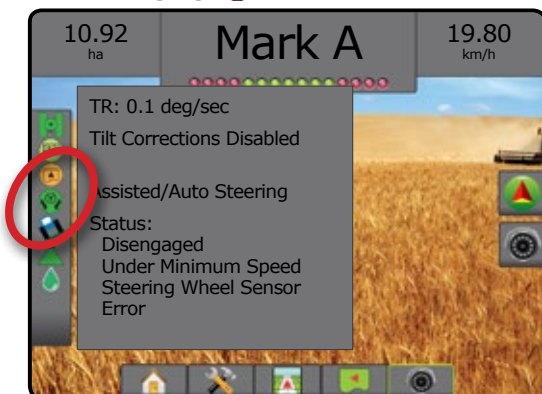 10.92
ha
Mark A
19.80
km/h
TR: 0.1 deg/sec
Tilt Corrections Disabled
Assisted/Auto Steering
Status:
Disengaged
Under Minimum Speed
Steering Wheel Sensor
Error